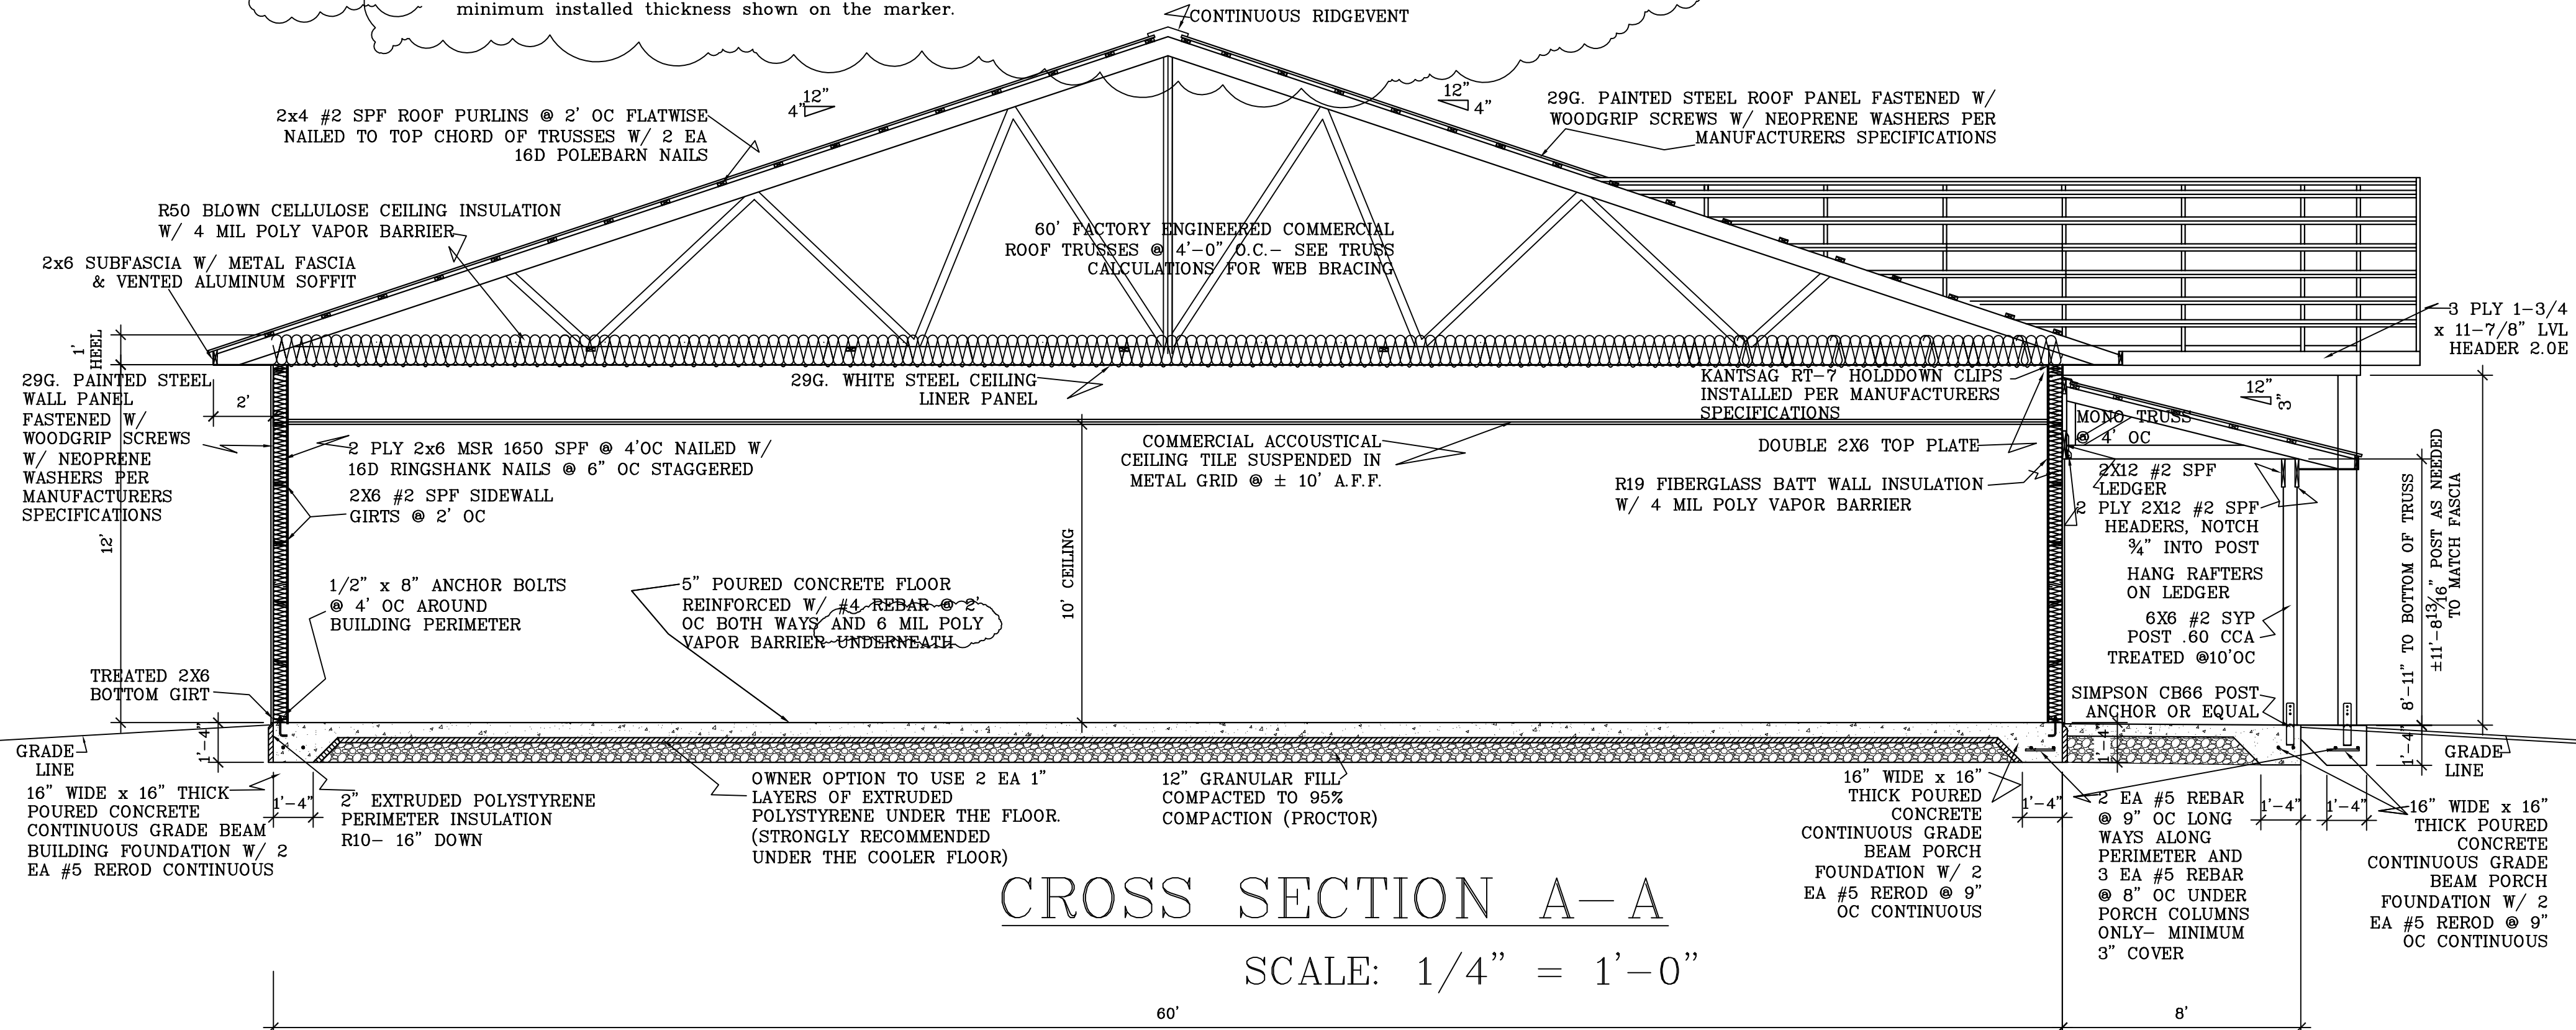 minimum installed thickness shown on the marker.
CONTINUOUS RIDGEVENT
12"
4"
12"
4"
2x4 #2 SPF ROOF PURLINS @ 2' OC FLATWISE
NAILED TO TOP CHORD OF TRUSSES W/ 2 EA
16D POLEBARN NAILS
29G. PAINTED STEEL ROOF PANEL FASTENED W/
WOODGRIP SCREWS W/ NEOPRENE WASHERS PER
MANUFACTURERS SPECIFICATIONS
R50 BLOWN CELLULOSE CEILING INSULATION
W/ 4 MIL POLY VAPOR BARRIER
60' FACTORY ENGINEERED COMMERCIAL
ROOF TRUSSES @ 4'-0" O.C.- SEE TRUSS
CALCULATIONS FOR WEB BRACING
2x6 SUBFASCIA W/ METAL FASCIA
& VENTED ALUMINUM SOFFIT
3 PLY 1-3/4
x 11-7/8" LVL
HEADER 2.0E
1'
HEEL
29G. PAINTED STEEL
WALL PANEL
FASTENED W/
WOODGRIP SCREWS
W/ NEOPRENE
WASHERS PER
MANUFACTURERS
SPECIFICATIONS
2'
12'
29G. WHITE STEEL CEILING
LINER PANEL
KANTSAG RT-7 HOLDDOWN CLIPS
INSTALLED PER MANUFACTURERS
SPECIFICATIONS
12"
3"
MONO TRUSS
@ 4' OC
2 PLY 2x6 MSR 1650 SPF @ 4'OC NAILED W/
16D RINGSHANK NAILS @ 6" OC STAGGERED
COMMERCIAL ACCOUSTICAL
CEILING TILE SUSPENDED IN
METAL GRID @ ± 10' A.F.F.
DOUBLE 2X6 TOP PLATE
2X6 #2 SPF SIDEWALL
GIRTS @ 2' OC
R19 FIBERGLASS BATT WALL INSULATION
W/ 4 MIL POLY VAPOR BARRIER
2X12 #2 SPF
LEDGER
2 PLY 2X12 #2 SPF
HEADERS, NOTCH
¾" INTO POST
HANG RAFTERS
ON LEDGER
6X6 #2 SYP
POST .60 CCA
TREATED @10'OC
SIMPSON CB66 POST
ANCHOR OR EQUAL
8'-11" TO BOTTOM OF TRUSS
±11'-8 13/16" POST AS NEEDED
TO MATCH FASCIA
1/2" x 8" ANCHOR BOLTS
@ 4' OC AROUND
BUILDING PERIMETER
5" POURED CONCRETE FLOOR
REINFORCED W/ #4 REBAR @ 2'
OC BOTH WAYS AND 6 MIL POLY
VAPOR BARRIER UNDERNEATH
10' CEILING
TREATED 2X6
BOTTOM GIRT
GRADE
LINE
1'-4"
1'-4"
1'-4"
GRADE
LINE
16" WIDE x 16" THICK
POURED CONCRETE
CONTINUOUS GRADE BEAM
BUILDING FOUNDATION W/ 2
EA #5 REROD CONTINUOUS
1'-4"
2" EXTRUDED POLYSTYRENE
PERIMETER INSULATION
R10- 16" DOWN
OWNER OPTION TO USE 2 EA 1"
LAYERS OF EXTRUDED
POLYSTYRENE UNDER THE FLOOR.
(STRONGLY RECOMMENDED
UNDER THE COOLER FLOOR)
12" GRANULAR FILL
COMPACTED TO 95%
COMPACTION (PROCTOR)
16" WIDE x 16"
THICK POURED
CONCRETE
CONTINUOUS GRADE
BEAM PORCH
FOUNDATION W/ 2
EA #5 REROD @ 9"
OC CONTINUOUS
1'-4"
2 EA #5 REBAR
@ 9" OC LONG
WAYS ALONG
PERIMETER AND
3 EA #5 REBAR
@ 8" OC UNDER
PORCH COLUMNS
ONLY- MINIMUM
3" COVER
1'-4"
1'-4"
16" WIDE x 16"
THICK POURED
CONCRETE
CONTINUOUS GRADE
BEAM PORCH
FOUNDATION W/ 2
EA #5 REROD @ 9"
OC CONTINUOUS
CROSS SECTION A-A
SCALE: 1/4" = 1'-0"
60'
8'